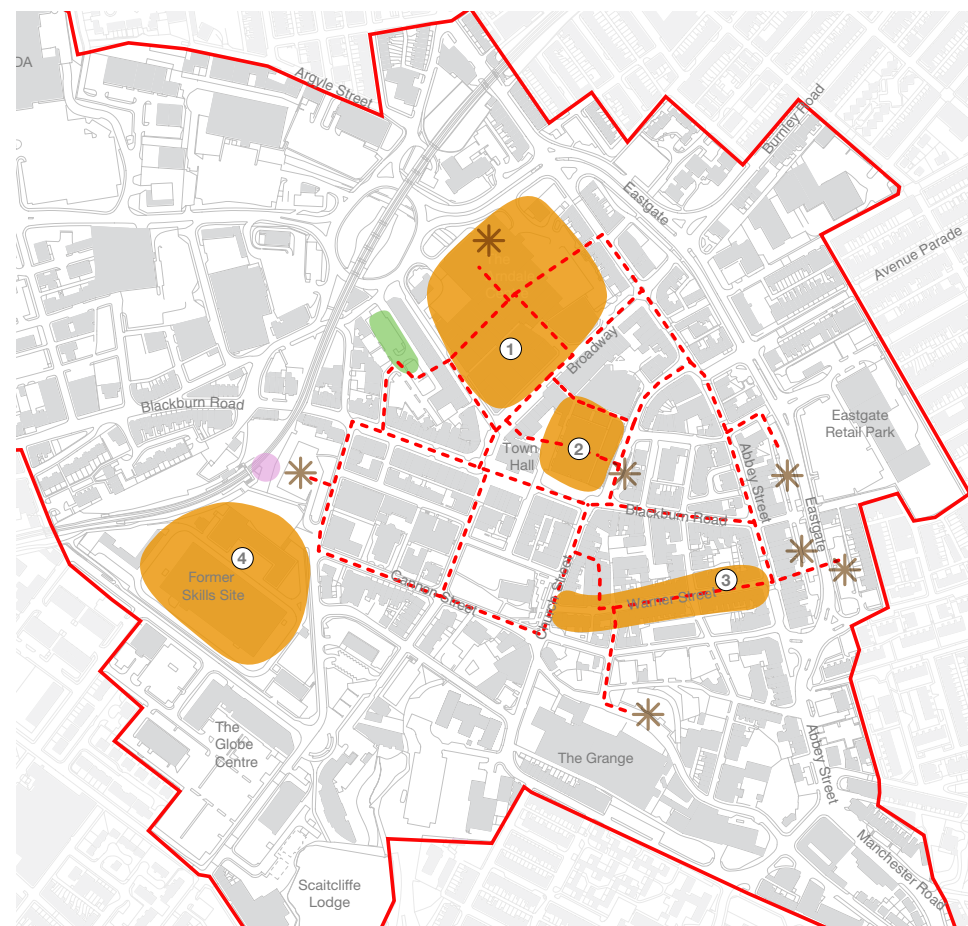 DA
Argyle Street
Burnley Road
Eastgate
Avenue Parade
1
Broadway
Blackburn Road
Eastgate
Retail Park
Town
Hall
2
Abbey Street
Eastgate
Blackburn Road
4
Former
Skills Site
Cannon Street
Church Street
3
Warner Street
The
Globe
Centre
The Grange
Abbey Street
Manchester Road
Scaitcliffe
Lodge